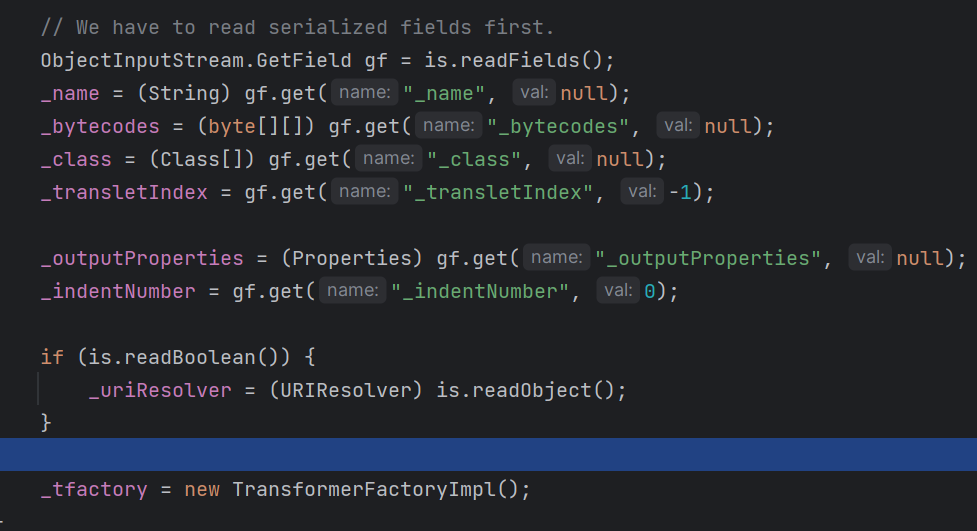 // We have to read serialized fields first.
ObjectInputStream.GetField gf = is.readFields();
_name = (String) gf.get( name: "_name", val: null);
_bytecodes = (byte[][]) gf.get( name: "_bytecodes", val: null);
_class = (Class[]) gf.get( name: "_class", val: null);
_transletIndex = gf.get( name: "_transletIndex", val: -1);
_outputProperties = (Properties) gf.get( name: "_outputProperties", val: null);
_indentNumber = gf.get( name: "_indentNumber", val: 0);
if (is.readBoolean()) {
_uriResolver = (URIResolver) is.readObject();
}
_tfactory = new TransformerFactoryImpl();